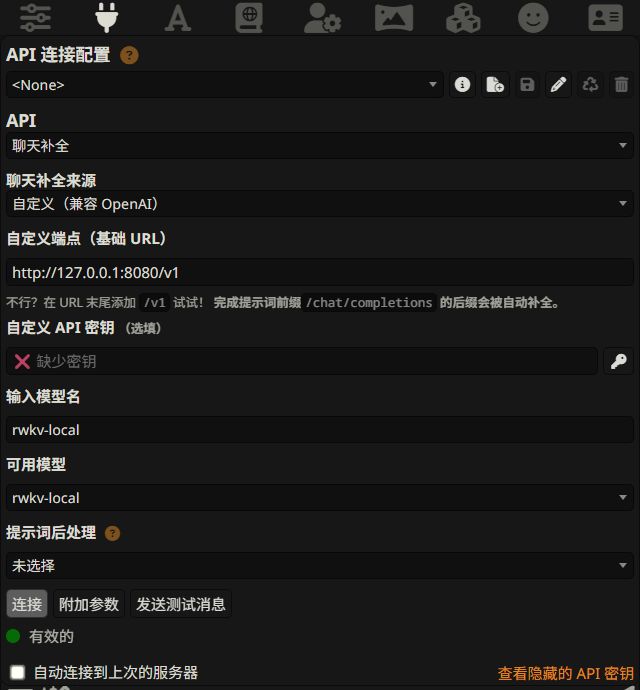 API 连接配置 ?
<None>
API
聊天补全
聊天补全来源
自定义（兼容 OpenAI）
自定义端点（基础 URL）
http://127.0.0.1:8080/v1
不行？在 URL 末尾添加 /v1 试试！ 完成提示词前缀 /chat/completions 的后缀会被自动补全。
自定义 API 密钥 （选填）
缺少密钥
输入模型名
rwkv-local
可用模型
rwkv-local
提示词后处理 ?
未选择
连接 附加参数 发送测试消息
有效的
自动连接到上次的服务器 查看隐藏的 API 密钥